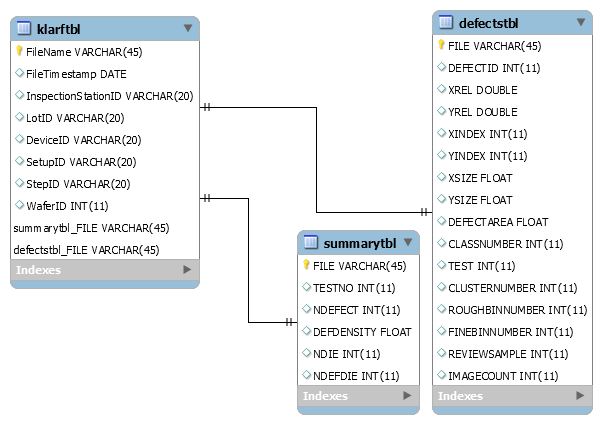 klarftbl
FileName VARCHAR(45)
FileTimestamp DATE
InspectionStationID VARCHAR(20)
LotID VARCHAR(20)
DeviceID VARCHAR(20)
SetupID VARCHAR(20)
StepID VARCHAR(20)
WaferID INT(11)
summarytbl_FILE VARCHAR(45)
defectstbl_FILE VARCHAR(45)
Indexes
summarytbl
FILE VARCHAR(45)
TESTNO INT(11)
NDEFECT INT(11)
DEFDENSITY FLOAT
NDIE INT(11)
NDEFDIE INT(11)
Indexes
defectstbl
FILE VARCHAR(45)
DEFECTID INT(11)
XREL DOUBLE
YREL DOUBLE
XINDEX INT(11)
YINDEX INT(11)
XSIZE FLOAT
YSIZE FLOAT
DEFECTAREA FLOAT
CLASSNUMBER INT(11)
TEST INT(11)
CLUSTERNUMBER INT(11)
ROUGHBINNUMBER INT(11)
FINEBINNUMBER INT(11)
REVIEWSAMPLE INT(11)
IMAGECOUNT INT(11)
Indexes